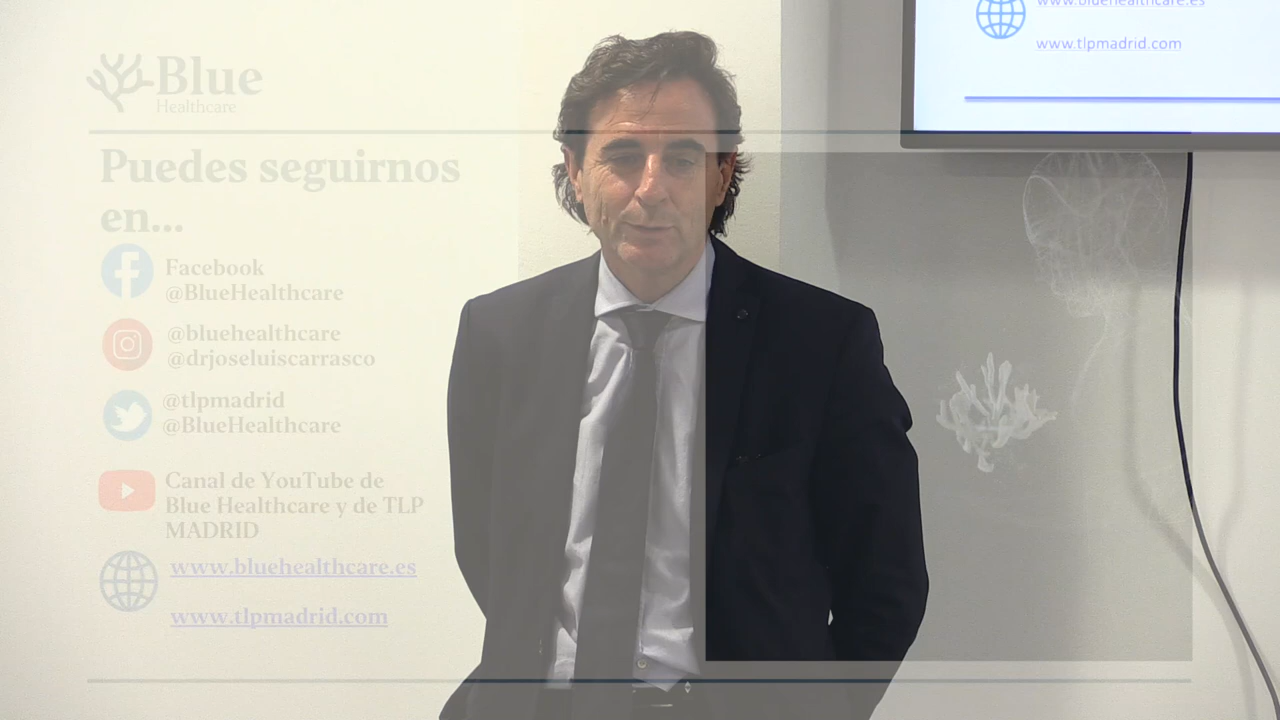 Blue
Healthcare
Puedes seguirnos
en...
Facebook
@BlueHealthcare
@bluehealthcare
@drjoseluiscarrasco
@tlpmadrid
@BlueHealthcare
Canal de YouTube de
Blue Healthcare y de TLP
MADRID
www.bluehealthcare.es
www.tlpmadrid.com
www.bluehealthcare.es
www.tlpmadrid.com